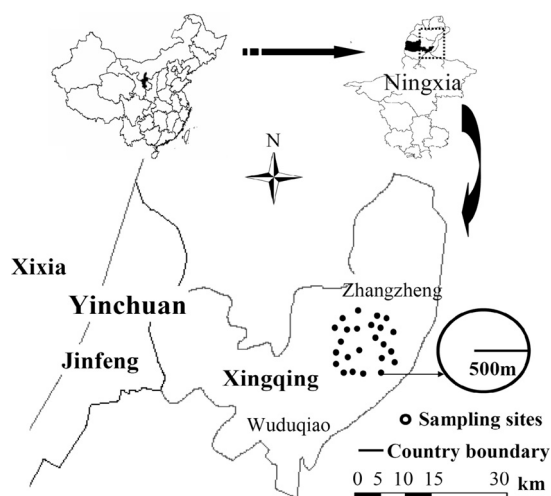 Ningxia
N
Xixia
Zhangzheng
Yinchuan
Jinfeng
Xingqing
500m
Wuduqiao
Sampling sites
Country boundary
0 5 10 15 30 km